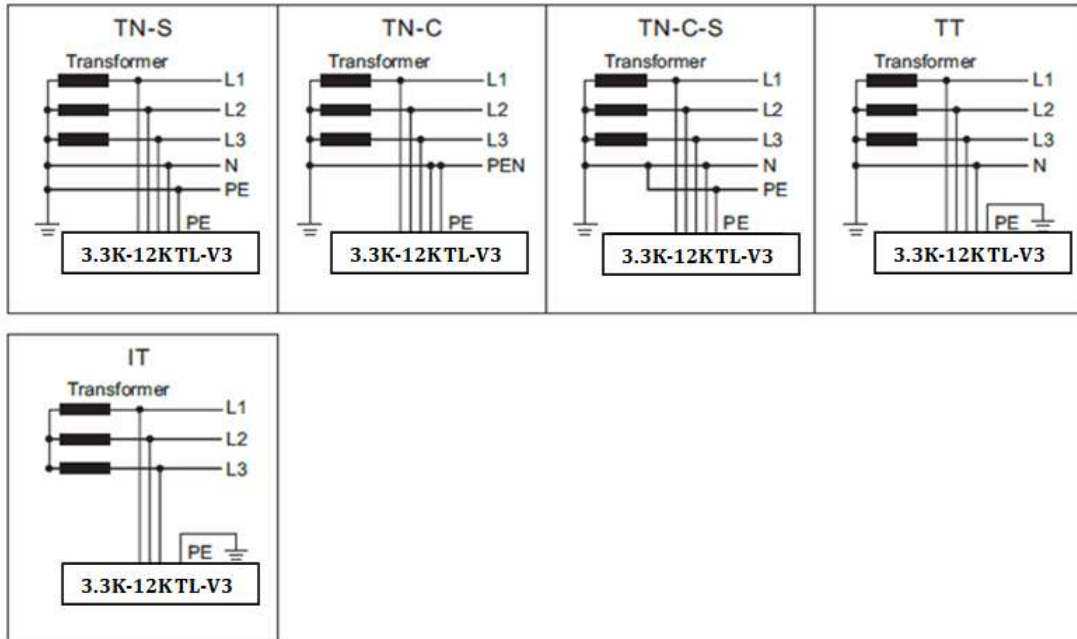 TN-S
Transformer
L1
L2
L3
N
PE
PE
3.3K-12KTL-V3
TN-C
Transformer
L1
L2
L3
PEN
PE
3.3K-12KTL-V3
TN-C-S
Transformer
L1
L2
L3
N
PE
PE
3.3K-12KTL-V3
TT
Transformer
L1
L2
L3
N
PE
3.3K-12KTL-V3
IT
Transformer
L1
L2
L3
PE
3.3K-12KTL-V3